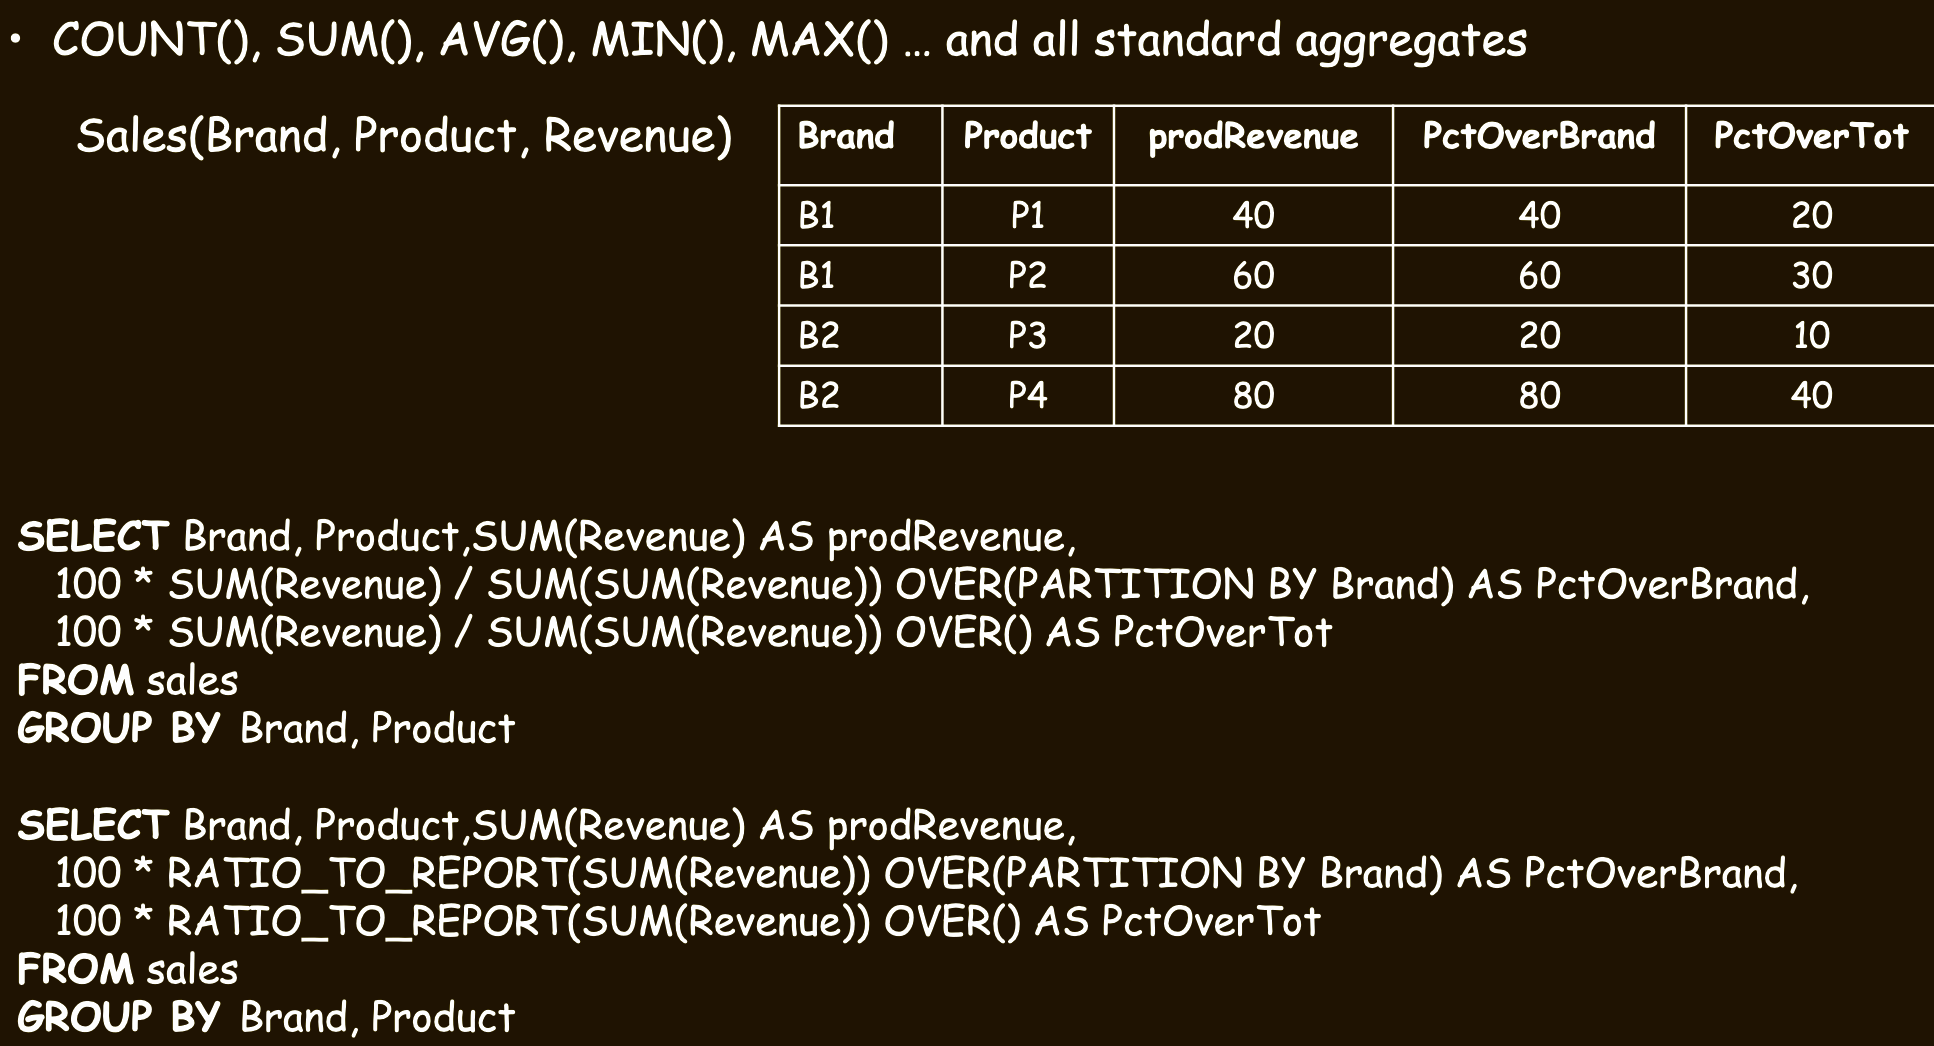 • COUNT(), SUM(), AVG(), MIN(), MAX() ... and all standard aggregates
Sales(Brand, Product, Revenue)
Brand Product prodRevenue PctOverBrand PctOverTot
B1 P1 40 40 20
B1 P2 60 60 30
B2 P3 20 20 10
B2 P4 80 80 40
SELECT Brand, Product,SUM(Revenue) AS prodRevenue,
100 * SUM(Revenue) / SUM(SUM(Revenue)) OVER(PARTITION BY Brand) AS PctOverBrand,
100 * SUM(Revenue) / SUM(SUM(Revenue)) OVER() AS PctOverTot
FROM sales
GROUP BY Brand, Product
SELECT Brand, Product,SUM(Revenue) AS prodRevenue,
100 * RATIO_TO_REPORT(SUM(Revenue)) OVER(PARTITION BY Brand) AS PctOverBrand,
100 * RATIO_TO_REPORT(SUM(Revenue)) OVER() AS PctOverTot
FROM sales
GROUP BY Brand, Product